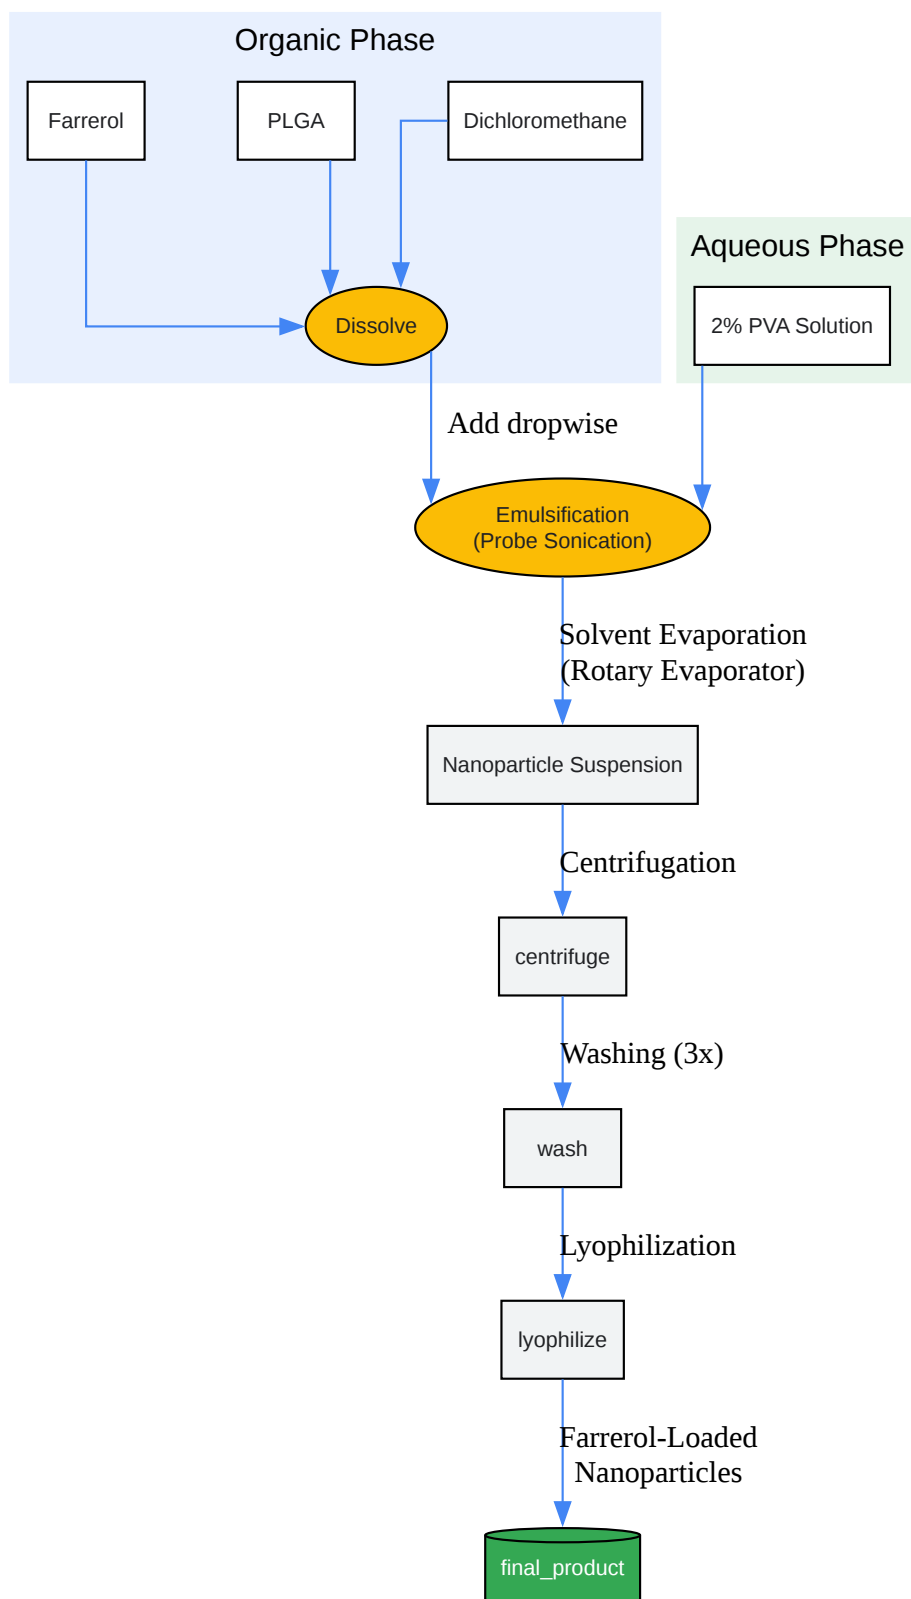 Organic Phase
Farrerol
PLGA
Dichloromethane
Aqueous Phase
2% PVA Solution
Dissolve
Add dropwise
Emulsification
(Probe Sonication)
Solvent Evaporation
(Rotary Evaporator)
Nanoparticle Suspension
Centrifugation
centrifuge
Washing (3x)
wash
Lyophilization
lyophilize
Farrerol-Loaded
Nanoparticles
final_product